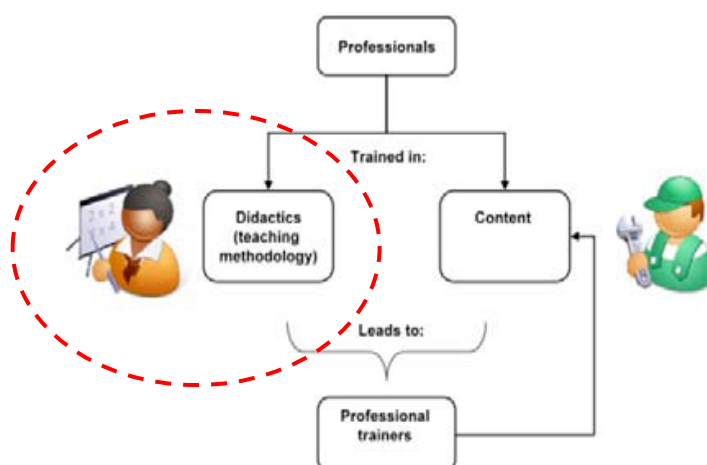 Professionals
Trained in:
Didactics
(teaching
methodology)
Content
Leads to:
Professional
trainers